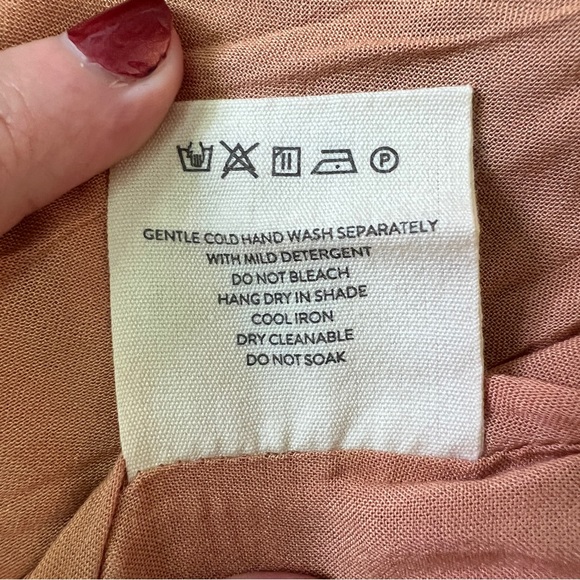 P
GENTLE COLD HAND WASH SEPARATELY
WITH MILD DETERGENT
DO NOT BLEACH
HANG DRY IN SHADE
COOL IRON
DRY CLEANABLE
DO NOT SOAK